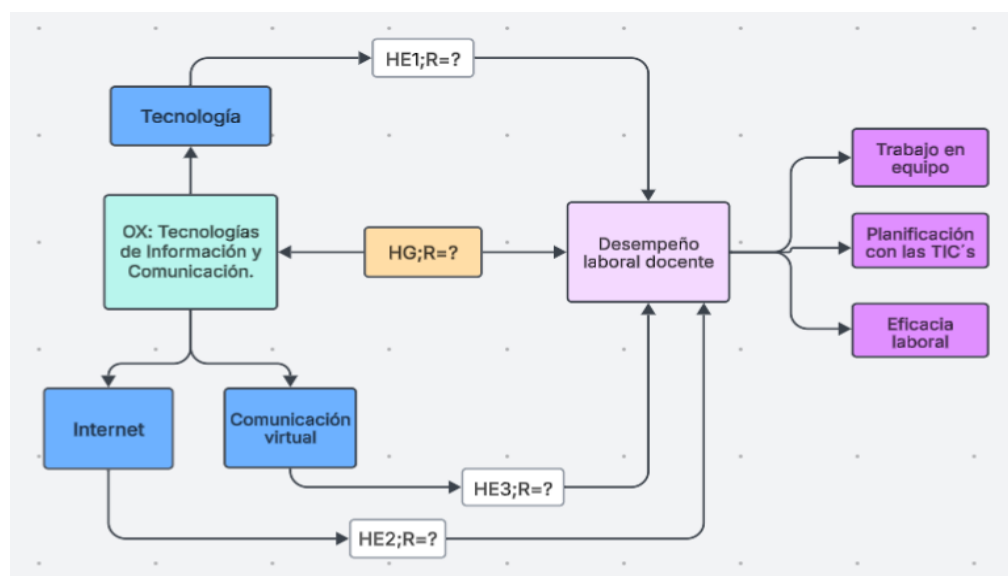 HE1;R=?
Tecnología
Trabajo en
equipo
OX: Tecnologías
de Información y
Comunicación.
HG;R=?
Desempeño
laboral docente
Planificación
con las TIC´s
Eficacia
laboral
Internet
Comunicación
virtual
HE3;R=?
HE2;R=?